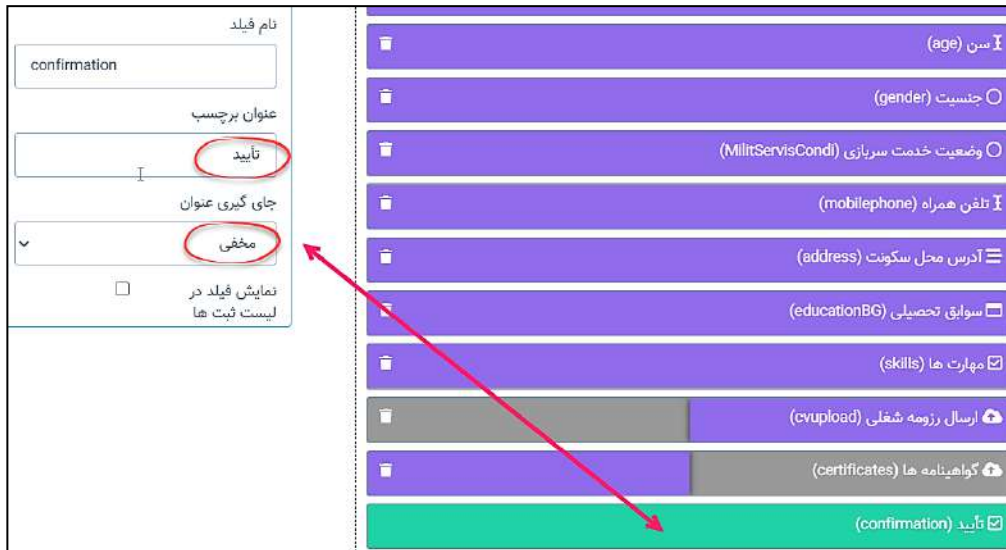 نام فیلد
confirmation
عنوان برچسب
تأیید
جای گیری عنوان
مخفی
نمایش فیلد در
لیست ثبت ها
سن (age)
جنسیت (gender)
وضعیت خدمت سربازی (MilitServisCondi)
تلفن همراه (mobilephone)
آدرس محل سکونت (address)
سوابق تحصیلی (educationBG)
مهارت ها (skills)
ارسال رزومه شغلی (cvupload)
گواهینامه ها (certificates)
تأیید (confirmation)